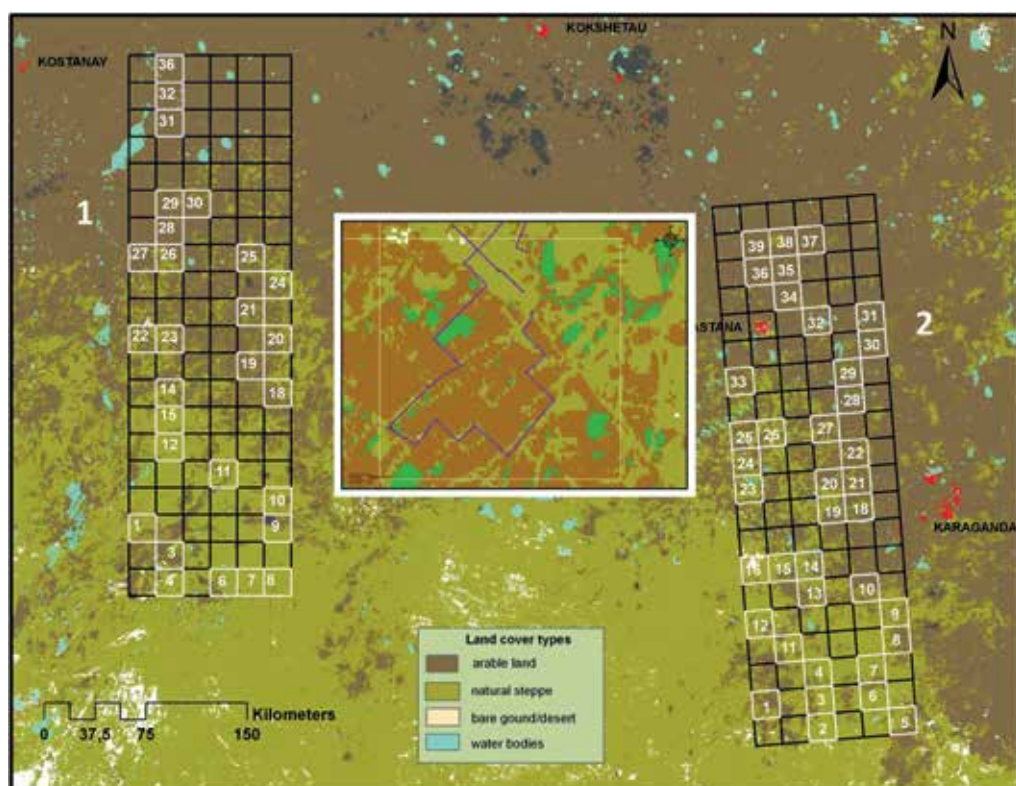 KOKSHETAU
KOSTANAY
N
36
32
31
29 30
28
27 26 25
24
21
22 23 20
19
14 18
15
12
11
10
1 9
3
4 6 7 8
1
39 38 37
36 35
34
32 31
ASTANA
30
2
29
33 28
27
25 26
22
24
20 21
23
19 18
KARAGANDA
16 15 14
13 10
9
12
8
11
4 7
3 6
1
2 5
Land cover types
arable land
natural steppe
bare gound/desert
water bodies
Kilometers
0 37,5 75 150